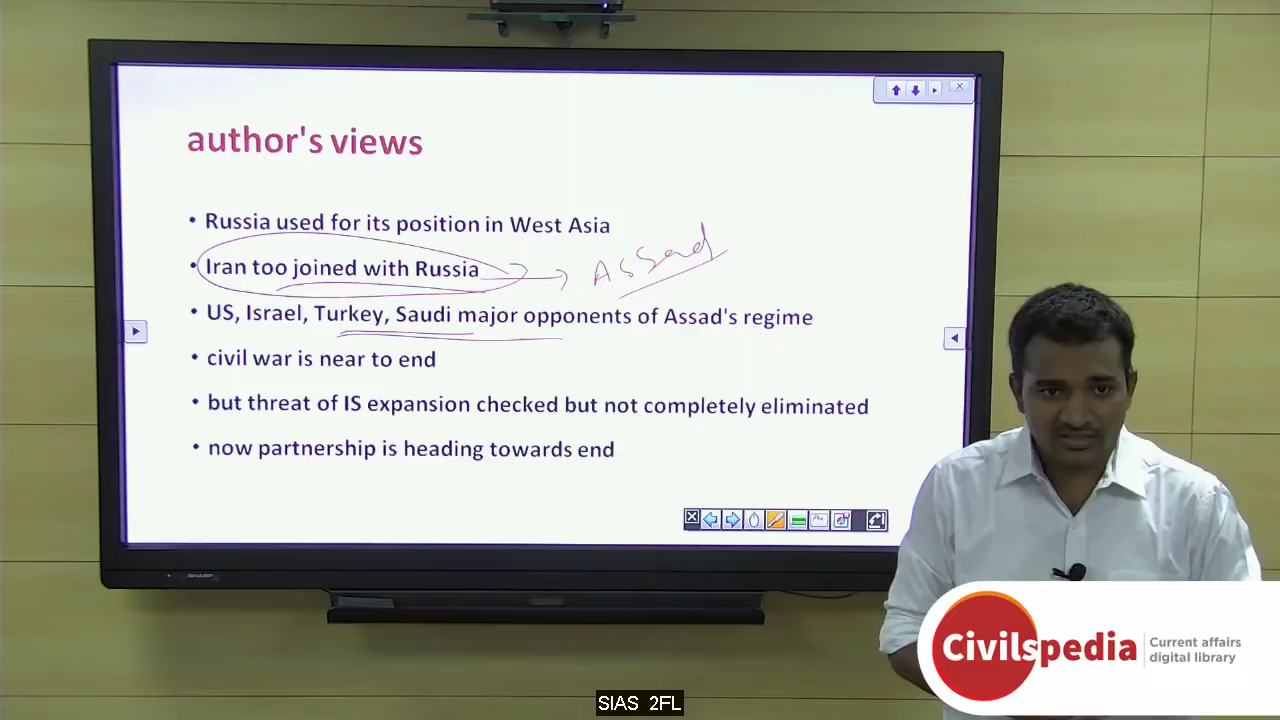 author's views
• Russia used for its position in West Asia
• Iran too joined with Russia → Assad
• US, Israel, Turkey, Saudi major opponents of Assad's regime
• civil war is near to end
• but threat of IS expansion checked but not completely eliminated
• now partnership is heading towards end
SHARP
Civilspedia
Current affairs
digital library
SIAS 2FL